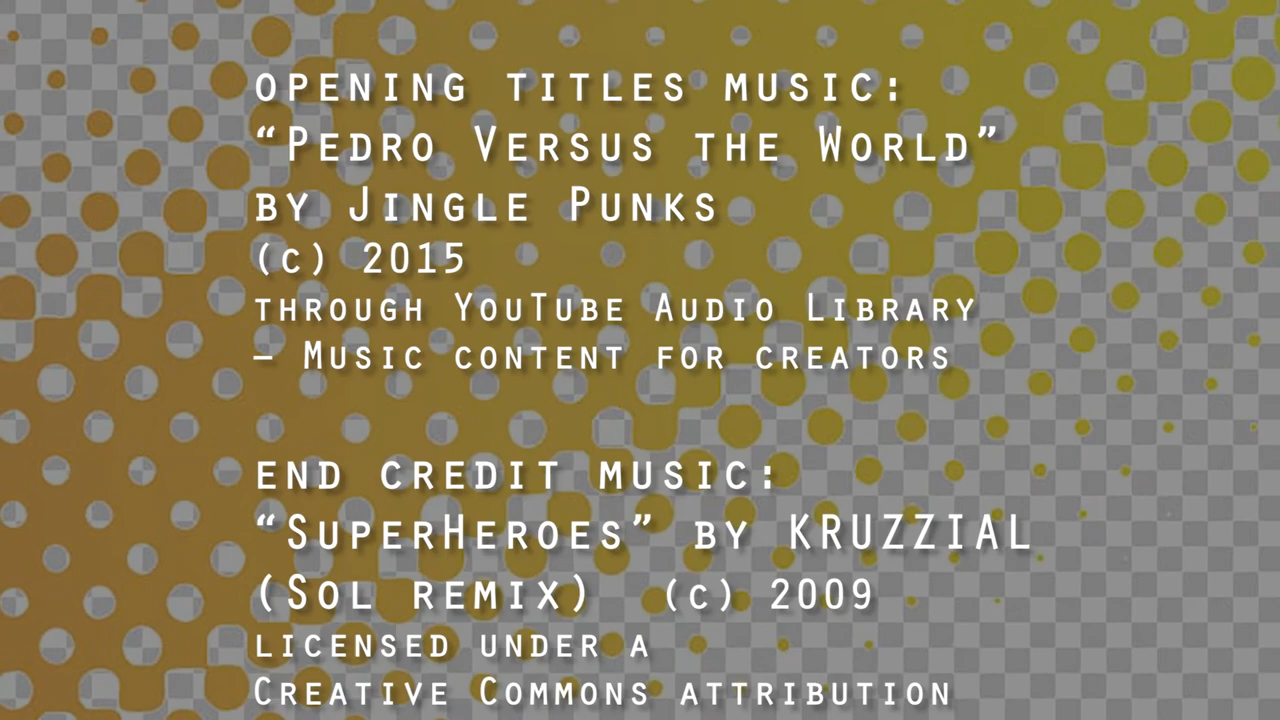 OPENING TITLES MUSIC:
“PEDRO VERSUS THE WORLD”
BY JINGLE PUNKS
(c) 2015
THROUGH YOUTUBE AUDIO LIBRARY
– MUSIC CONTENT FOR CREATORS
END CREDIT MUSIC:
“SUPERHEROES” BY KRUZZIAL
(SOL REMIX) (c) 2009
LICENSED UNDER A
CREATIVE COMMONS ATTRIBUTION